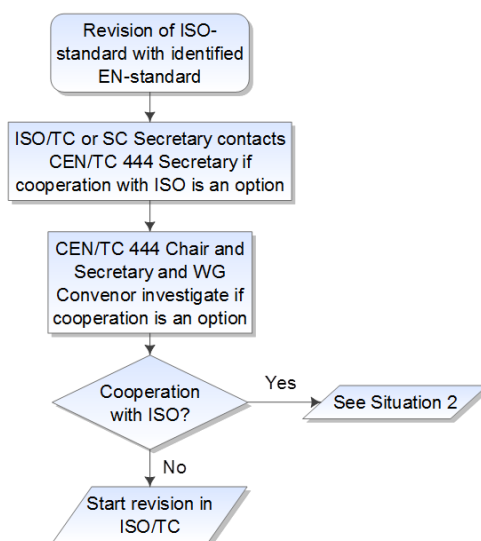 Revision of ISO-
standard with identified
EN-standard
ISO/TC or SC Secretary contacts
CEN/TC 444 Secretary if
cooperation with ISO is an option
CEN/TC 444 Chair and
Secretary and WG
Convenor investigate if
cooperation is an option
Cooperation
with ISO?
Yes
See Situation 2
No
Start revision in
ISO/TC